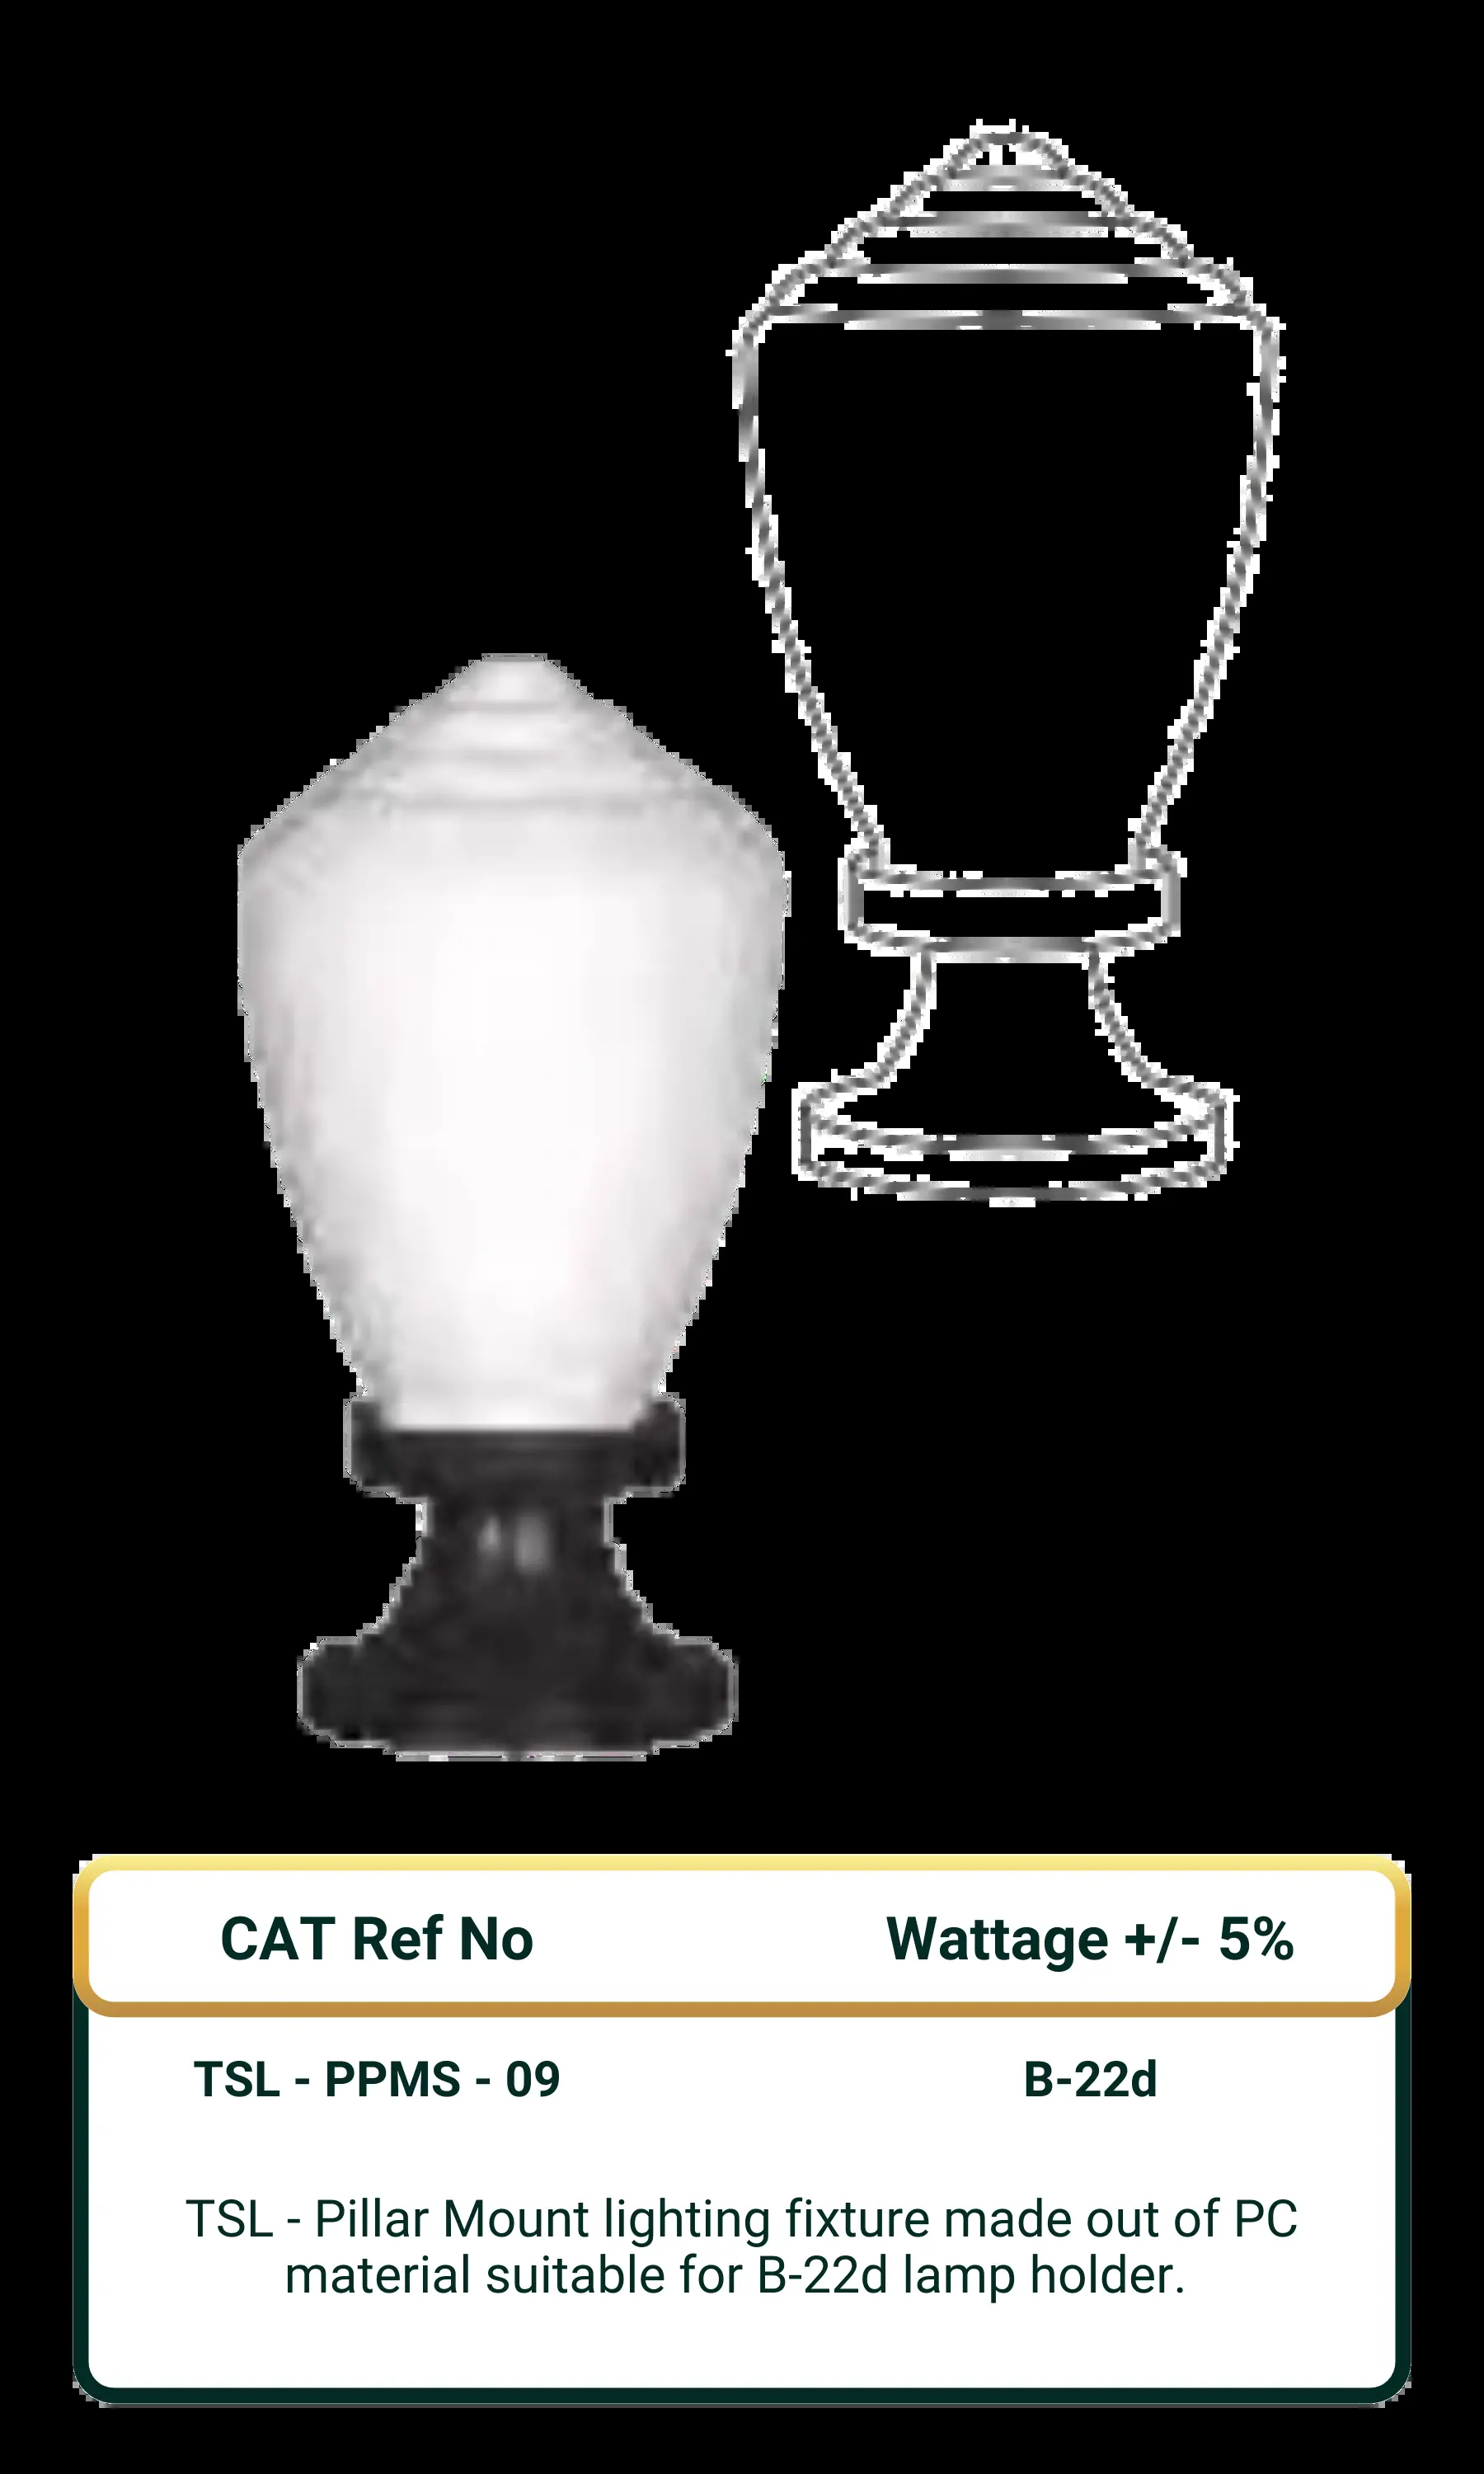 CAT Ref No
Wattage +/- 5%
TSL - PPMS - 09
B-22d
TSL - Pillar Mount lighting fixture made out of PC
material suitable for B-22d lamp holder.